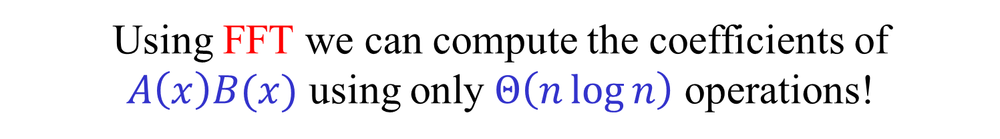 Using FFT we can compute the coefficients of
𝐴(𝑥)𝐵(𝑥) using only Θ(𝑛 log 𝑛) operations!